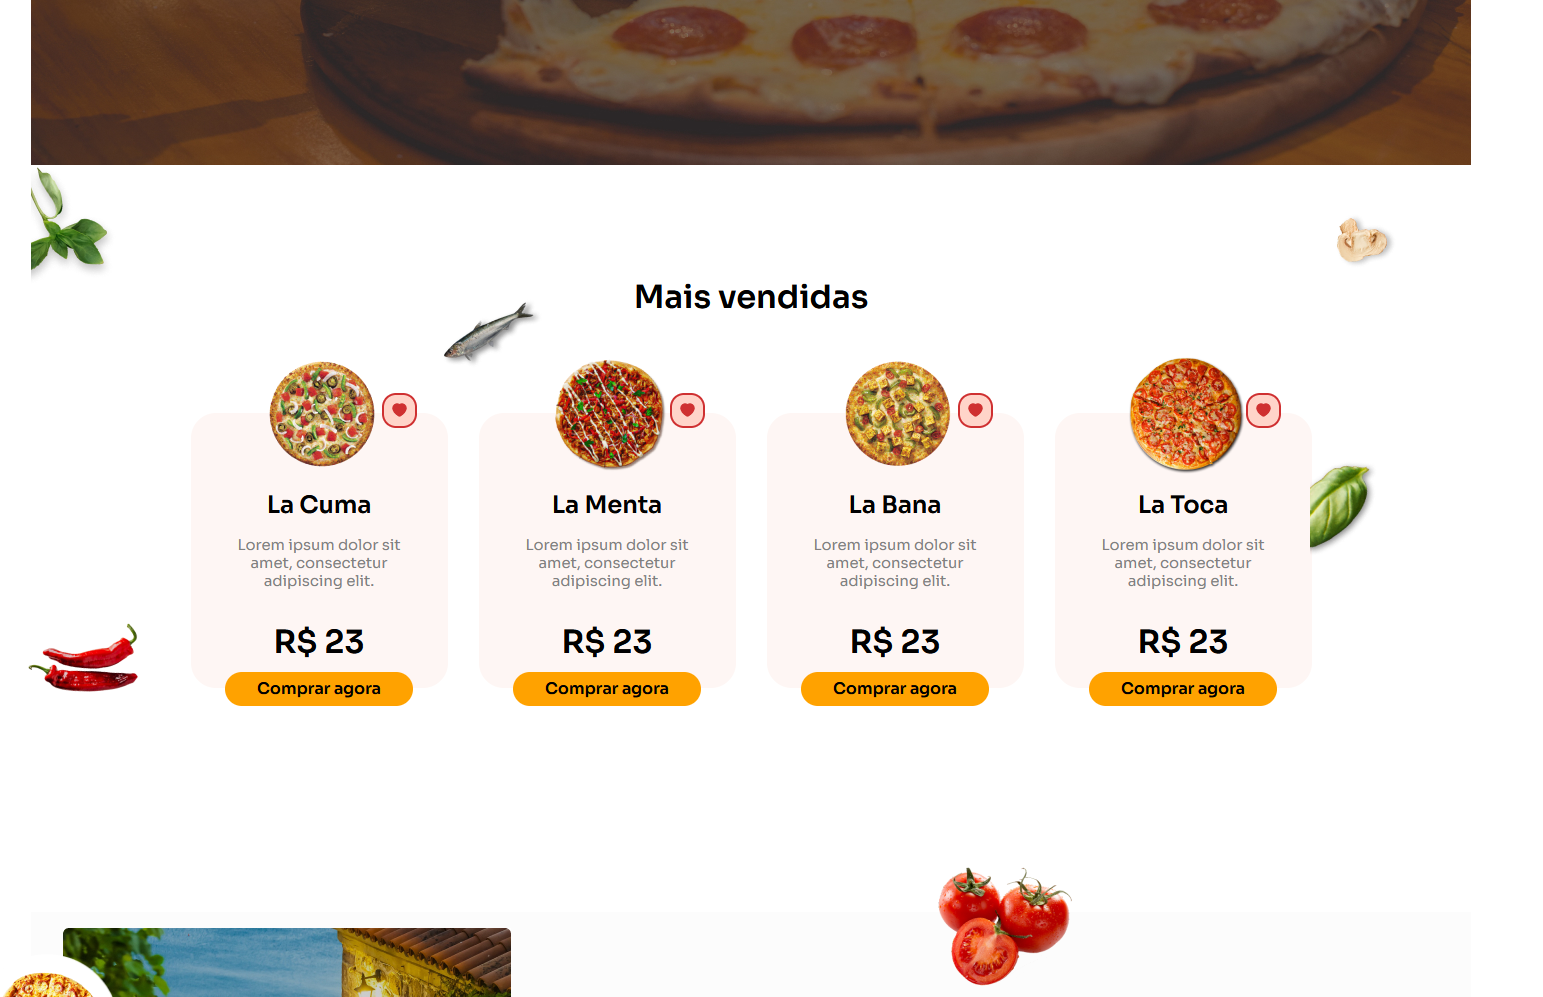 Mais vendidas
La Cuma
Lorem ipsum dolor sit
amet, consectetur
adipiscing elit.
R$ 23
Comprar agora
La Menta
Lorem ipsum dolor sit
amet, consectetur
adipiscing elit.
R$ 23
Comprar agora
La Bana
Lorem ipsum dolor sit
amet, consectetur
adipiscing elit.
R$ 23
Comprar agora
La Toca
Lorem ipsum dolor sit
amet, consectetur
adipiscing elit.
R$ 23
Comprar agora